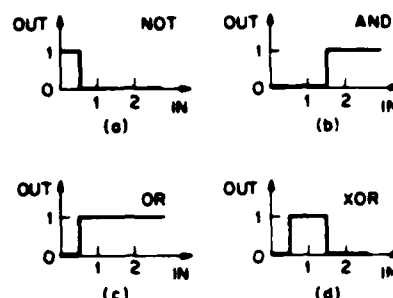 OUT NOT
1
0
1 2 IN
(a)
OUT AND
1
0
1 2 IN
(b)
OUT OR
1
0
1 2 IN
(c)
OUT XOR
1
0
1 2 IN
(d)